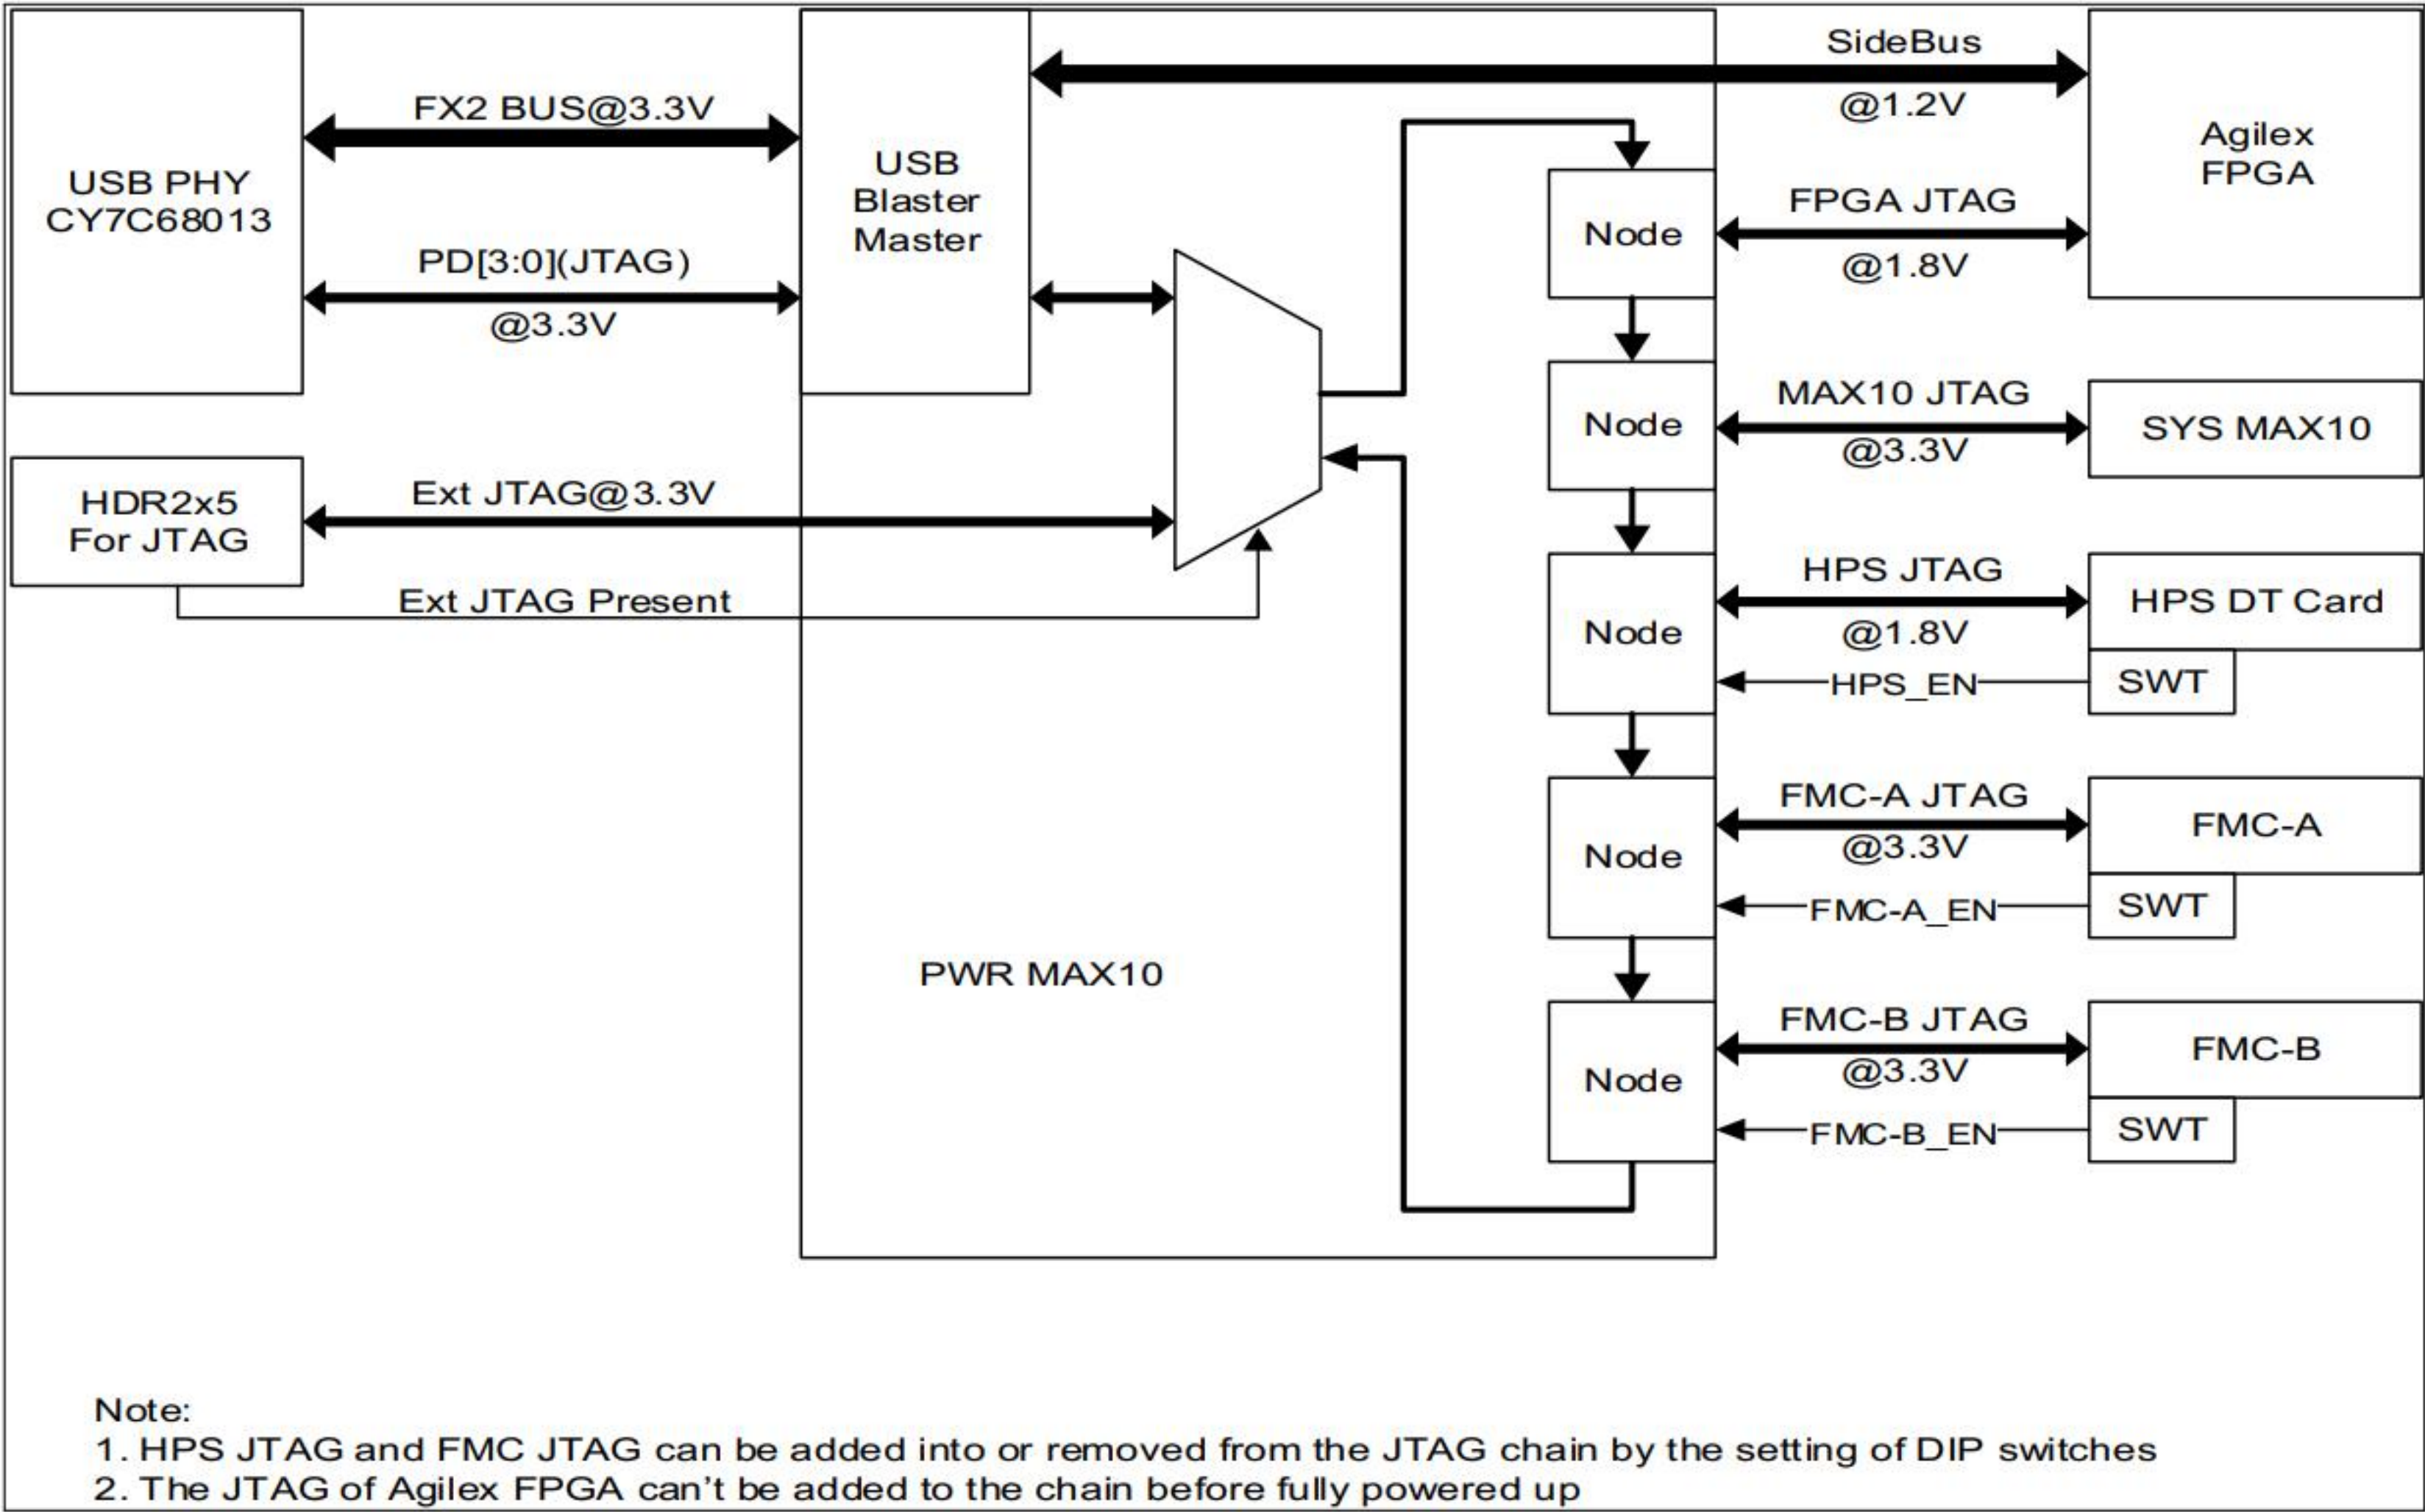 USB PHY
CY7C68013
FX2 BUS@3.3V
PD[3:0](JTAG)
@3.3V
USB
Blaster
Master
SideBus
@1.2V
Agilex
FPGA
Node
FPGA JTAG
@1.8V
Node
MAX10 JTAG
@3.3V
SYS MAX10
HDR2x5
For JTAG
Ext JTAG@3.3V
Ext JTAG Present
Node
HPS JTAG
@1.8V
HPS DT Card
HPS_EN
SWT
Node
FMC-A JTAG
@3.3V
FMC-A
FMC-A_EN
SWT
PWR MAX10
Node
FMC-B JTAG
@3.3V
FMC-B
FMC-B_EN
SWT
Note:
1. HPS JTAG and FMC JTAG can be added into or removed from the JTAG chain by the setting of DIP switches
2. The JTAG of Agilex FPGA can't be added to the chain before fully powered up